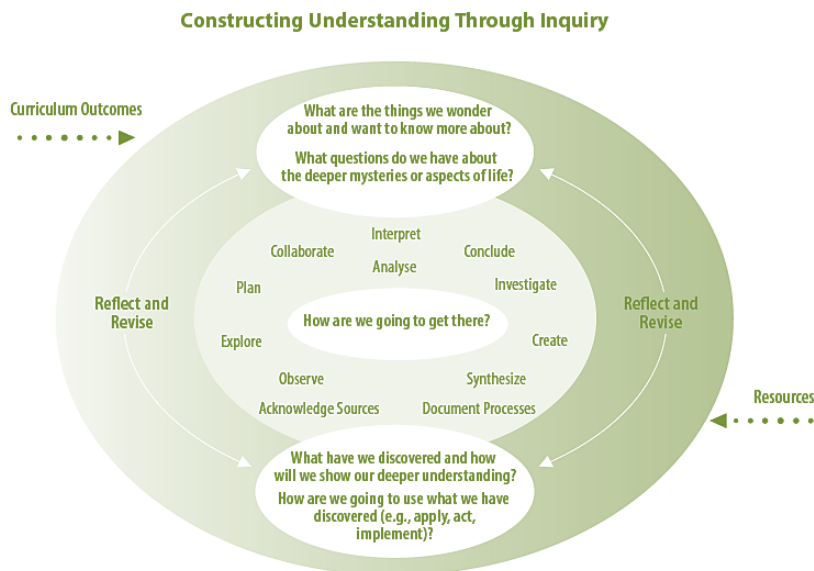 Constructing Understanding Through Inquiry
Curriculum Outcomes
What are the things we wonder
about and want to know more about?
What questions do we have about
the deeper mysteries or aspects of life?
Interpret
Collaborate
Conclude
Analyse
Plan
Investigate
Reflect and
Revise
How are we going to get there?
Reflect and
Revise
Explore
Create
Observe
Synthesize
Acknowledge Sources
Document Processes
Resources
What have we discovered and how
will we show our deeper understanding?
How are we going to use what we have
discovered (e.g., apply, act,
implement)?